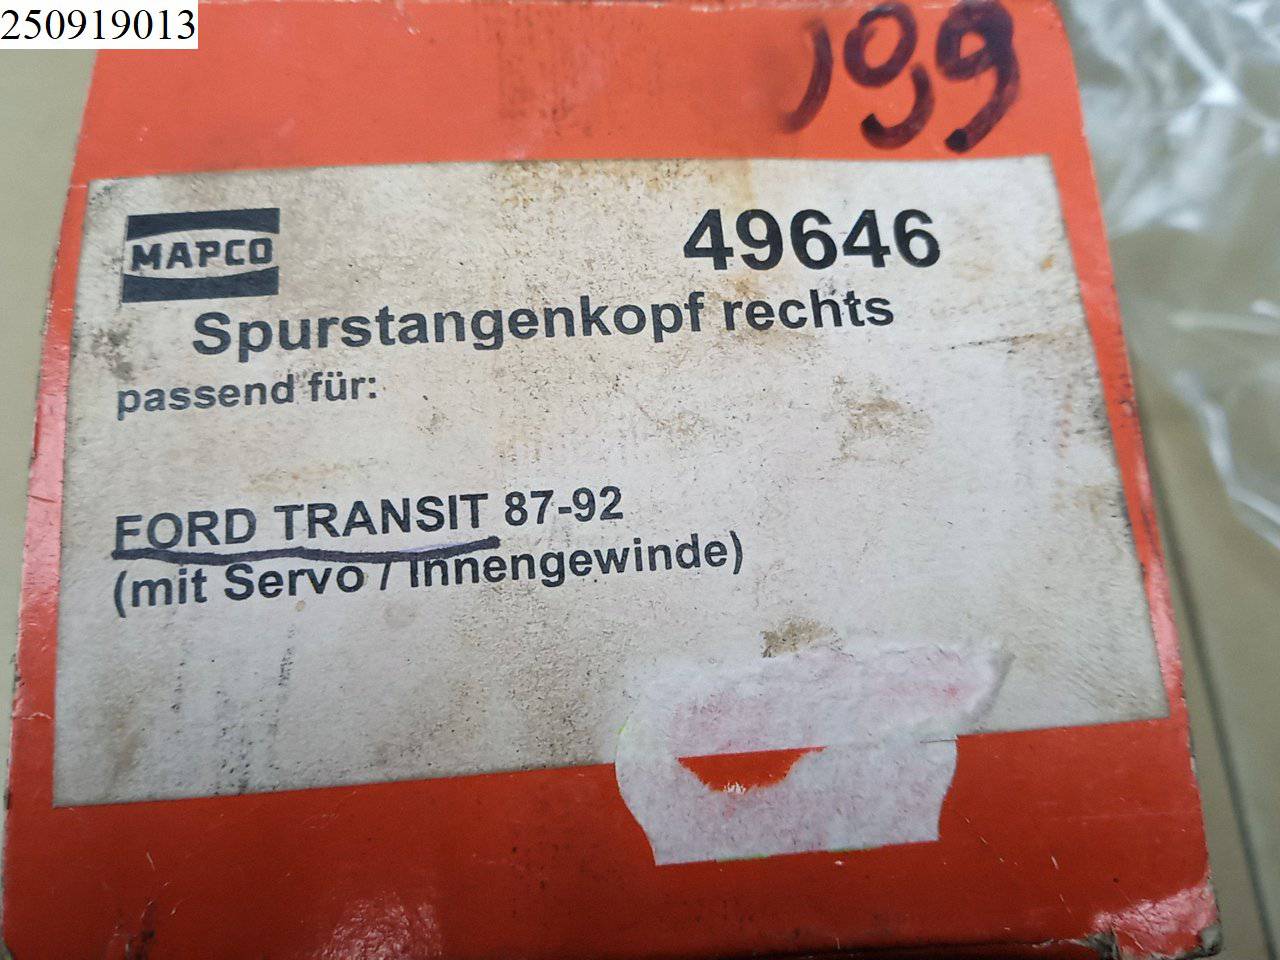 250919013
199
MAPCO
49646
Spurstangenkopf rechts
passend für:
FORD TRANSIT 87-92
(mit Servo / Innengewinde)